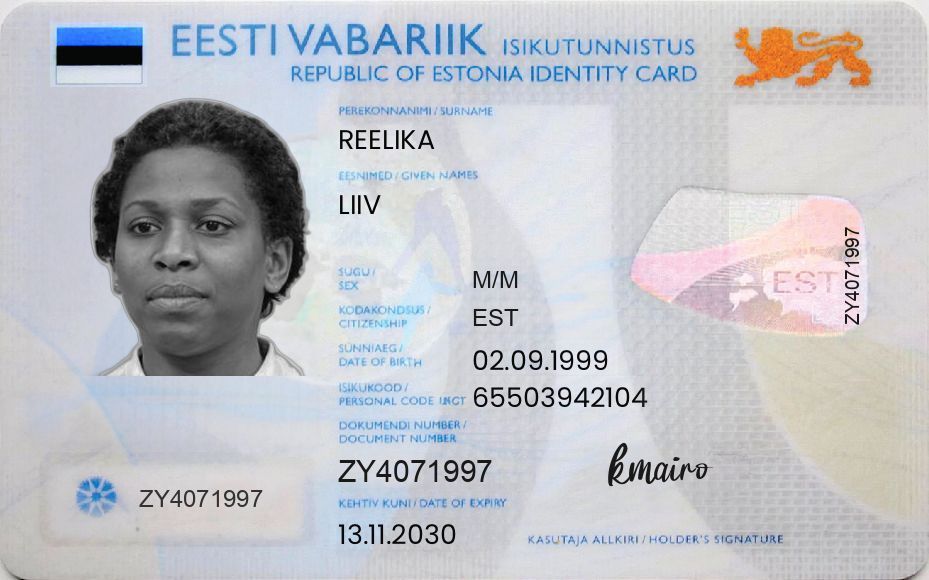 EESTI VABARIIK ISIKUTUNNISTUS
REPUBLIC OF ESTONIA IDENTITY CARD
PEREKONNANIMI / SURNAME
REELIKA
EESNIMED / GIVEN NAMES
LIIV
SUGU /
SEX
M/M
KODAKONDSUS /
CITIZENSHIP
EST
SÜNNIAEG /
DATE OF BIRTH
02.09.1999
ISIKUKOOD /
PERSONAL CODE
65503942104
DOKUMENDI NUMBER /
DOCUMENT NUMBER
ZY4071997
KEHTIV KUNI / DATE OF EXPIRY
13.11.2030
ZY4071997
EST
ZY4071997
kmairo
KASUTAJA ALLKIRI / HOLDER'S SIGNATURE